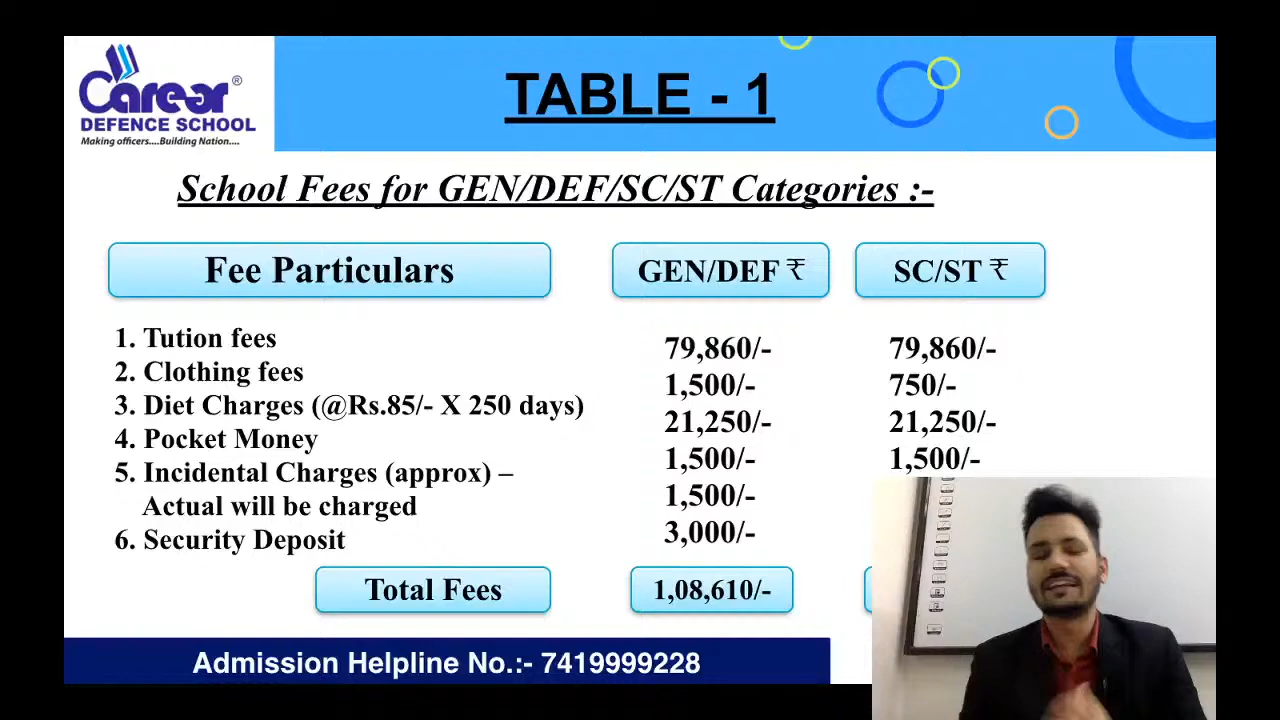 Carear®
DEFENCE SCHOOL
Making officers....Building Nation....
TABLE - 1
School Fees for GEN/DEF/SC/ST Categories :-
Fee Particulars GEN/DEF ₹ SC/ST ₹
1. Tution fees 79,860/- 79,860/-
2. Clothing fees 1,500/- 750/-
3. Diet Charges (@Rs.85/- X 250 days) 21,250/- 21,250/-
4. Pocket Money 1,500/- 1,500/-
5. Incidental Charges (approx) – 1,500/-
Actual will be charged
6. Security Deposit 3,000/-
Total Fees 1,08,610/-
Admission Helpline No.:- 7419999228